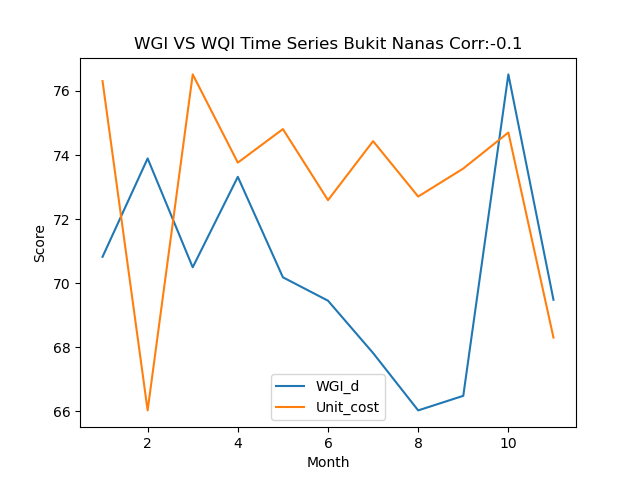 WGI VS WQI Time Series Bukit Nanas Corr:-0.1
76
74
72
70
68
66
Score
WGI_d
Unit_cost
2
4
6
8
10
Month